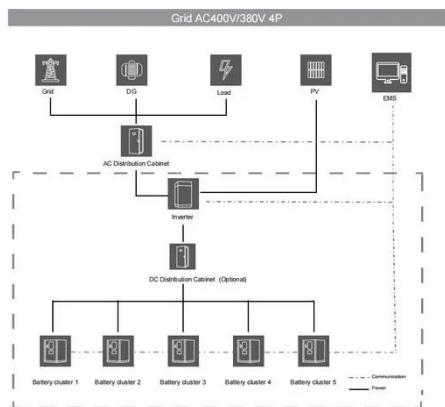 Grid AC400V/380V 4P
Grid
DG
Load
PV
EMS
AC Distribution Cabinet
Inverter
DC Distribution Cabinet (Optional)
Battery cluster 1
Battery cluster 2
Battery cluster 3
Battery cluster 4
Battery cluster 5
Communication
Power